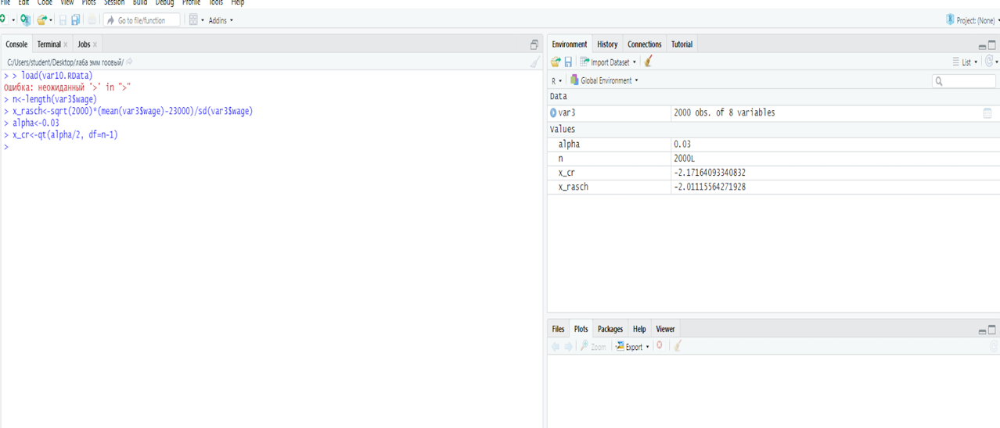 File Edit Code View Plots Session Build Debug Profile Tools Help
Go to file/function Addins Project: (None)
Console Terminal Jobs
C:/Users/student/Desktop/лаба эмм гоовый/
> > load(var10.RData)
Ошибка: неожиданный '>' in ">"
> n<-length(var3$wage)
> x_rasch<-sqrt(2000)*(mean(var3$wage)-23000)/sd(var3$wage)
> alpha<-0.03
> x_cr<-qt(alpha/2, df=n-1)
>
Environment History Connections Tutorial
Import Dataset List
R Global Environment
Data
var3 2000 obs. of 8 variables
Values
alpha 0.03
n 2000L
x_cr -2.17164093340832
x_rasch -2.01115564271928
Files Plots Packages Help Viewer
Zoom Export